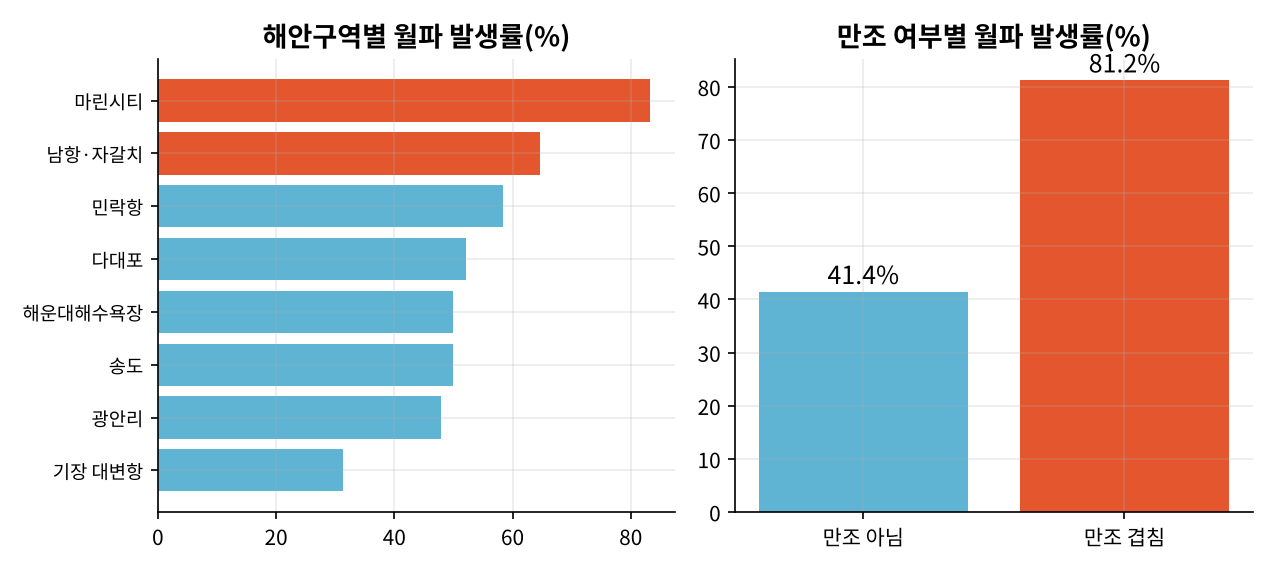 해안구역별 월파 발생률(%)
마린시티
남항·자갈치
민락항
다대포
해운대해수욕장
송도
광안리
기장 대변항
0 20 40 60 80
만조 여부별 월파 발생률(%)
81.2%
41.4%
80
70
60
50
40
30
20
10
0
만조 아님 만조 겹침